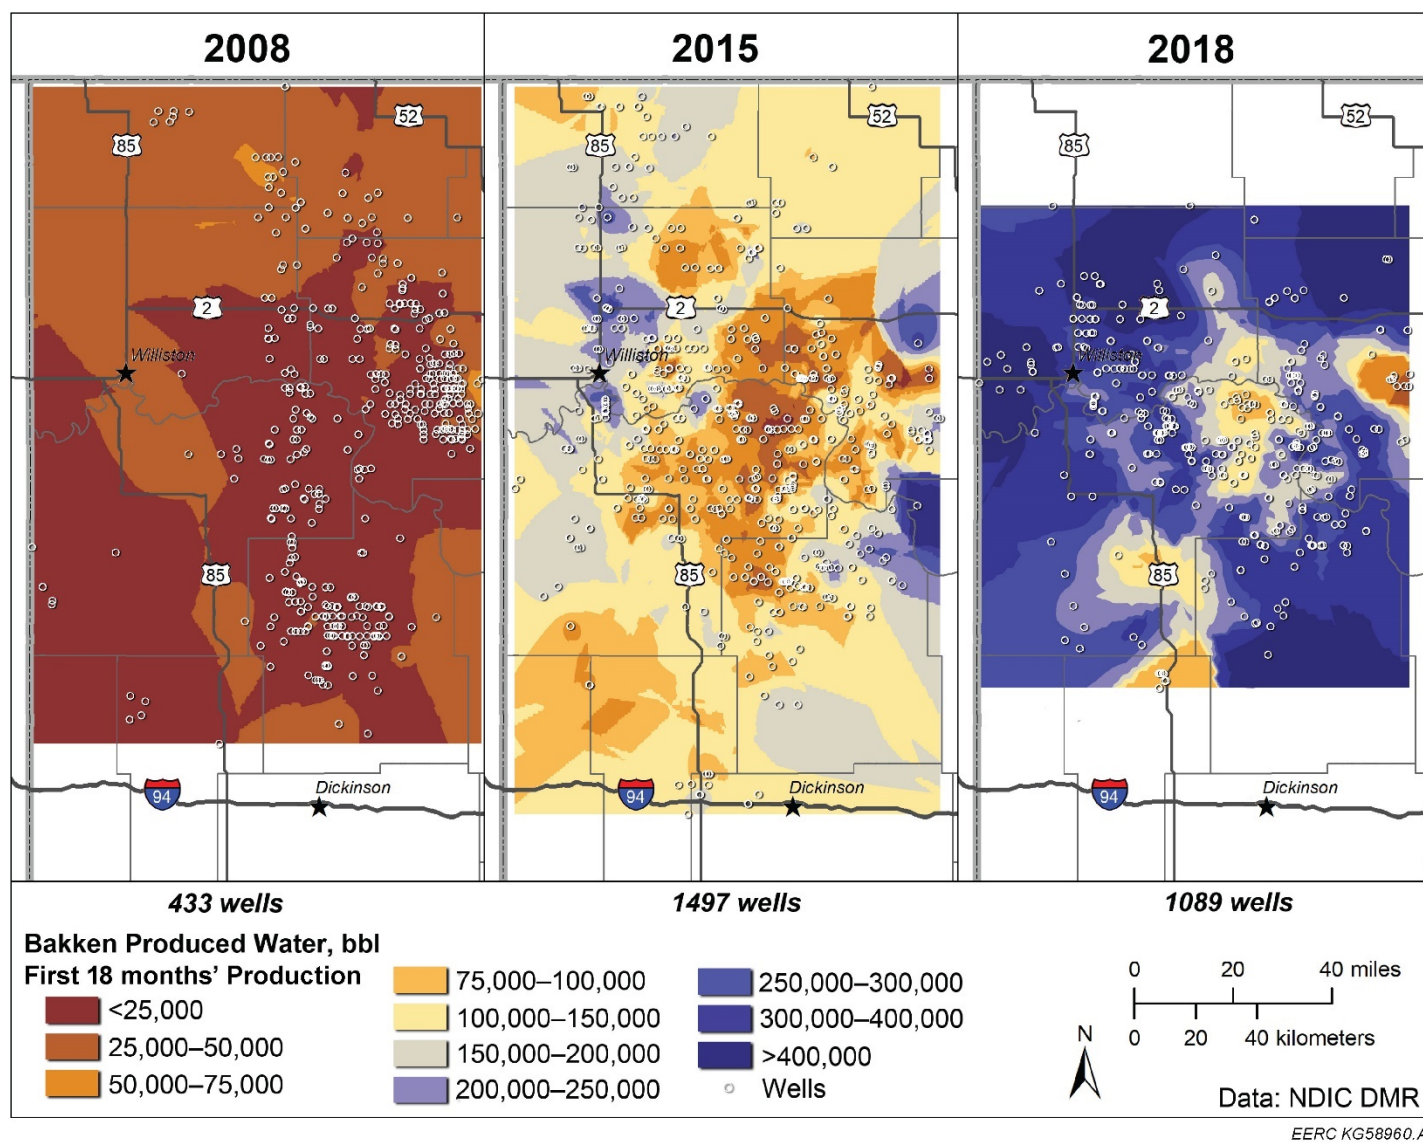 2008
2015
2018
52
52
52
85
85
85
2
2
2
Williston
Williston
Williston
85
85
85
Dickinson
Dickinson
Dickinson
94
94
94
433 wells
1497 wells
1089 wells
Bakken Produced Water, bbl
First 18 months' Production
<25,000
25,000–50,000
50,000–75,000
75,000–100,000
100,000–150,000
150,000–200,000
200,000–250,000
250,000–300,000
300,000–400,000
>400,000
Wells
0 20 40 miles
0 20 40 kilometers
N
Data: NDIC DMR
EERC KG58960.A